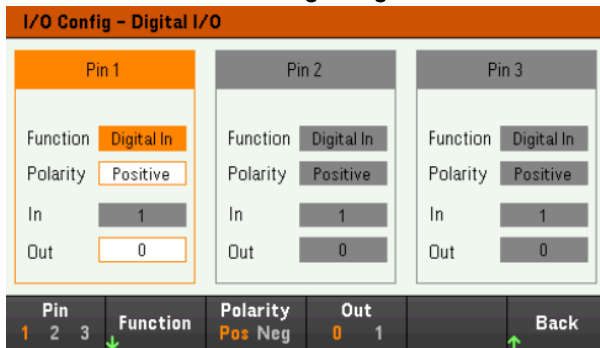 I/O Config - Digital I/O
Pin 1 Pin 2 Pin 3
Function Digital In Function Digital In Function Digital In
Polarity Positive Polarity Positive Polarity Positive
In 1 In 1 In 1
Out 0 Out 0 Out 0
Pin Function Polarity Out Back
1 2 3 Pos Neg 0 1